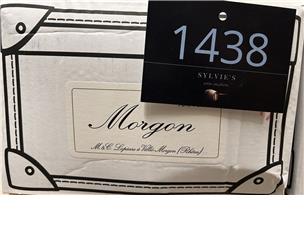 1438
SYLVIE'S
Morgon
M&C Lapierre à Villié-Morgon (Rhône)